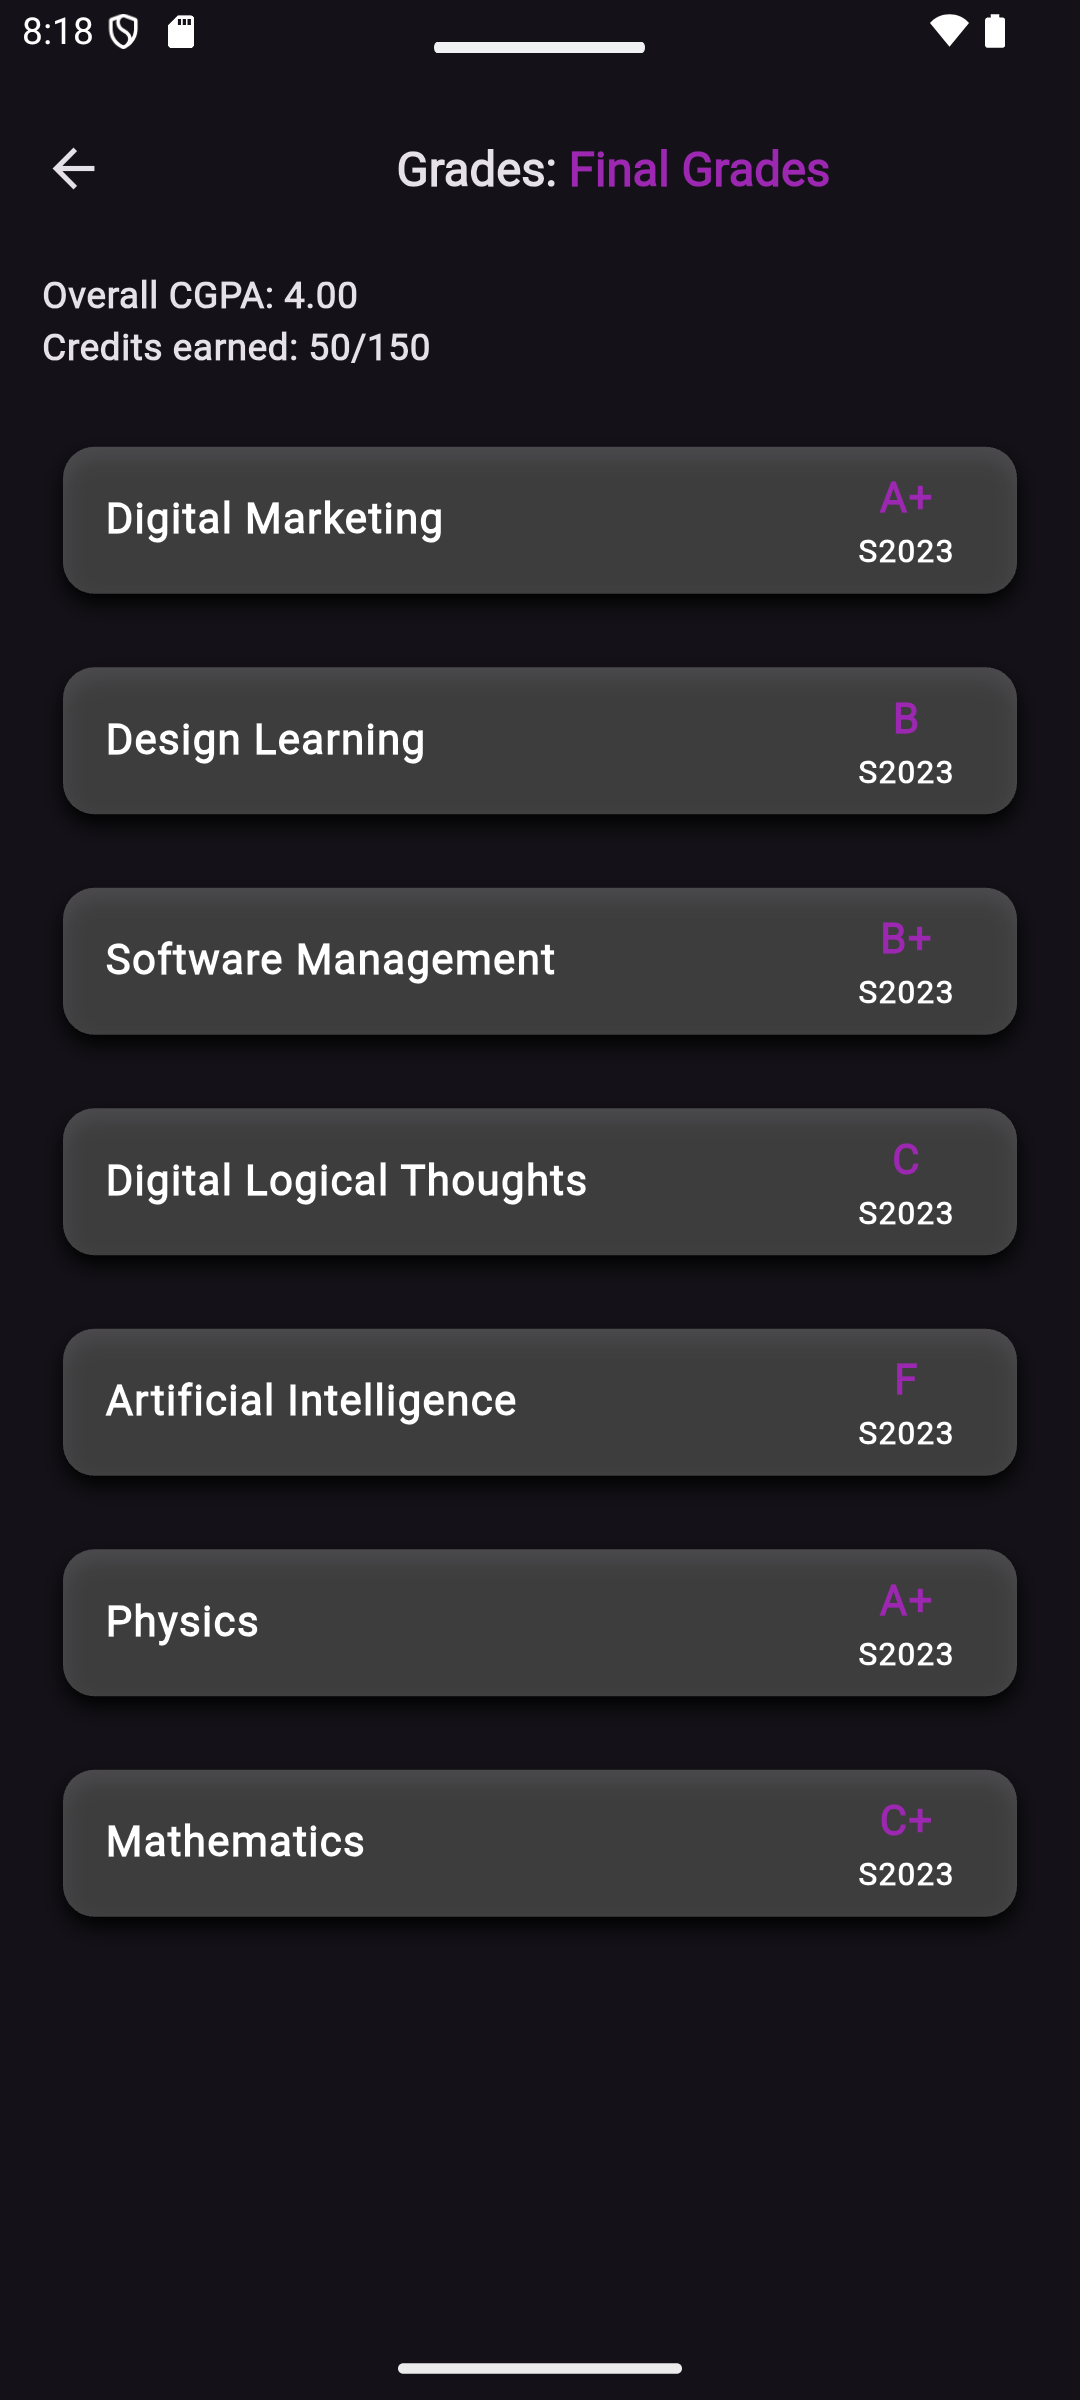 8:18
Grades: Final Grades
Overall CGPA: 4.00
Credits earned: 50/150
Digital Marketing
A+
S2023
Design Learning
B
S2023
Software Management
B+
S2023
Digital Logical Thoughts
C
S2023
Artificial Intelligence
F
S2023
Physics
A+
S2023
Mathematics
C+
S2023